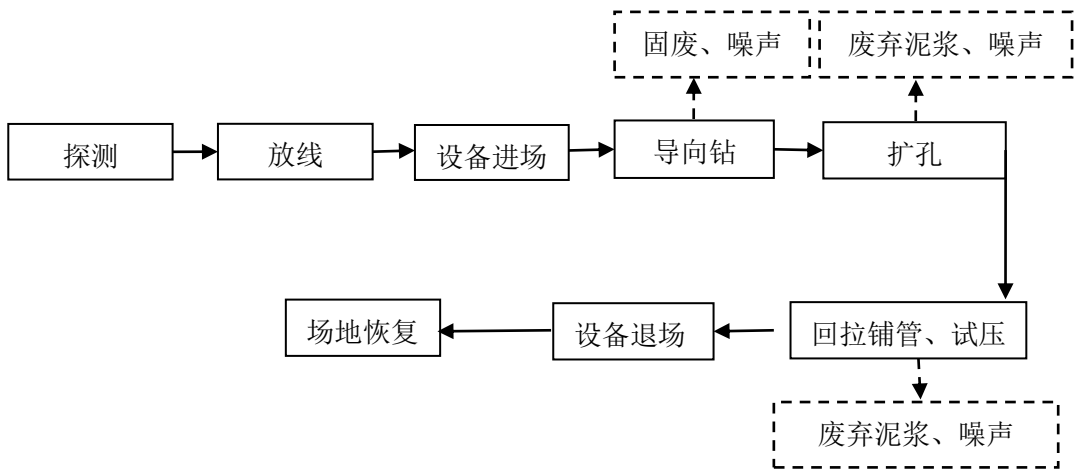 固废、噪声
废弃泥浆、噪声
探测
放线
设备进场
导向钻
扩孔
场地恢复
设备退场
回拉铺管、试压
废弃泥浆、噪声